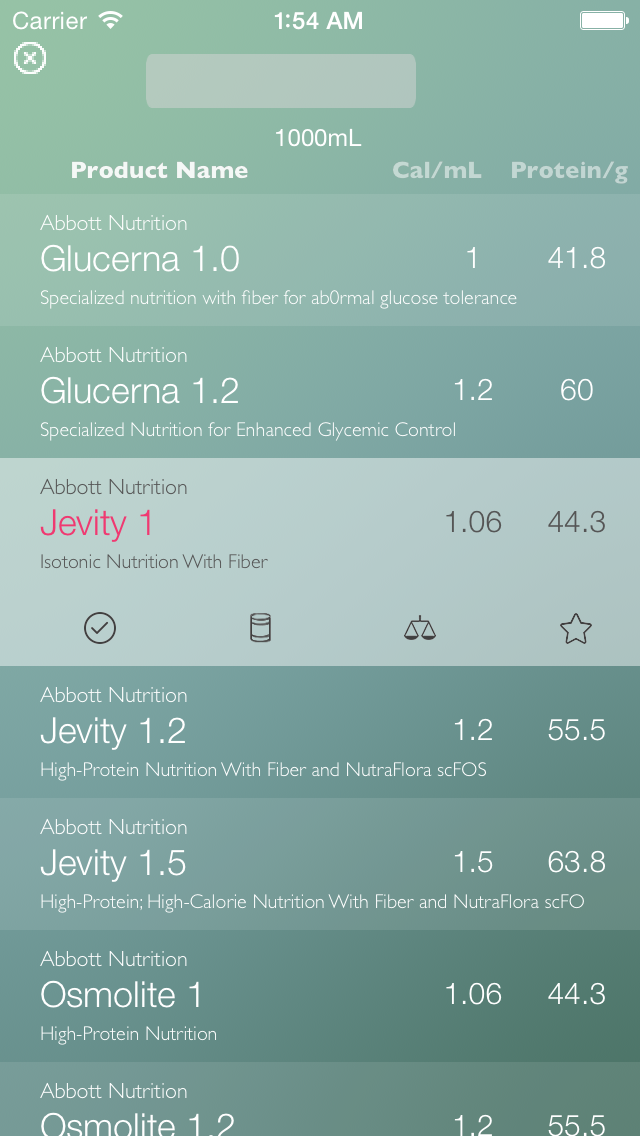 Carrier 1:54 AM
1000mL
Product Name Cal/mL Protein/g
Abbott Nutrition
Glucerna 1.0 1 41.8
Specialized nutrition with fiber for ab0rmal glucose tolerance
Abbott Nutrition
Glucerna 1.2 1.2 60
Specialized Nutrition for Enhanced Glycemic Control
Abbott Nutrition
Jevity 1 1.06 44.3
Isotonic Nutrition With Fiber
Abbott Nutrition
Jevity 1.2 1.2 55.5
High-Protein Nutrition With Fiber and NutraFlora scFOS
Abbott Nutrition
Jevity 1.5 1.5 63.8
High-Protein; High-Calorie Nutrition With Fiber and NutraFlora scFO
Abbott Nutrition
Osmolite 1 1.06 44.3
High-Protein Nutrition
Abbott Nutrition
Osmolite 1.2 1.2 55.5